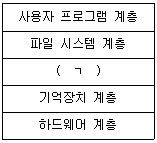 사용자 프로그램 계층
파일 시스템 계층
( ㄱ )
기억장치 계층
하드웨어 계층